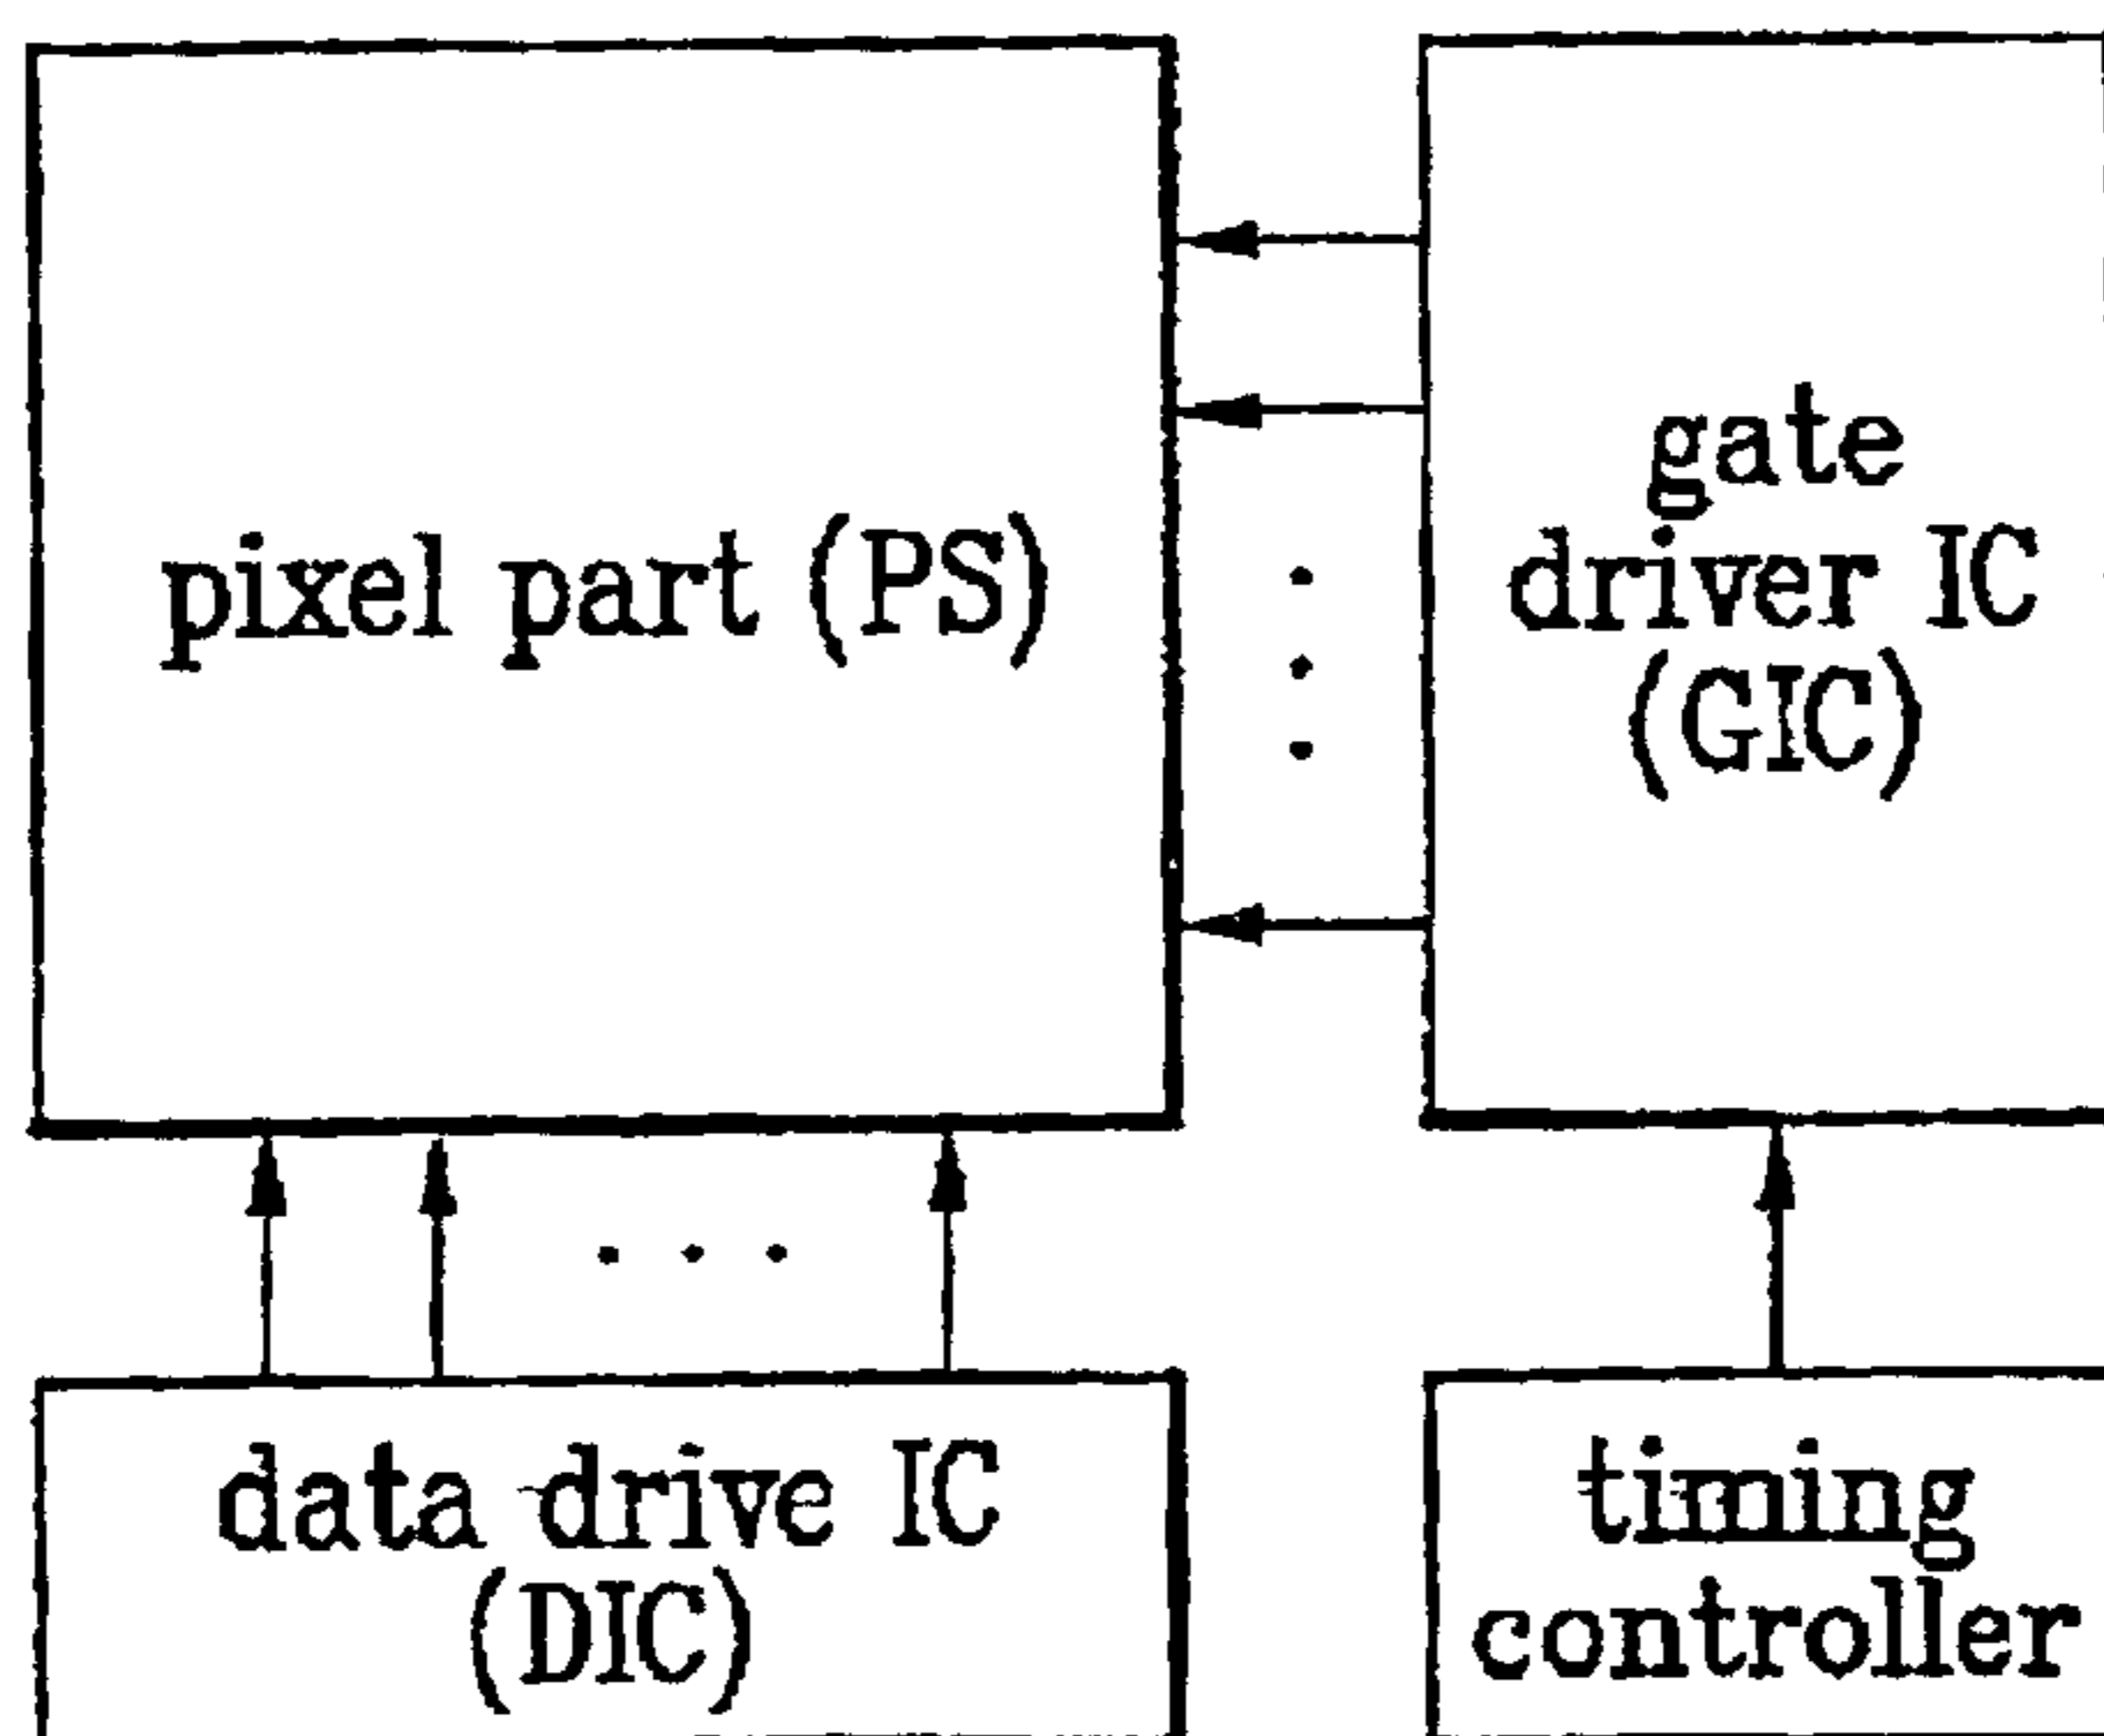 pixel part (PS)
gate
driver IC
(GIC)
data drive IC
(DIC)
timing
controller